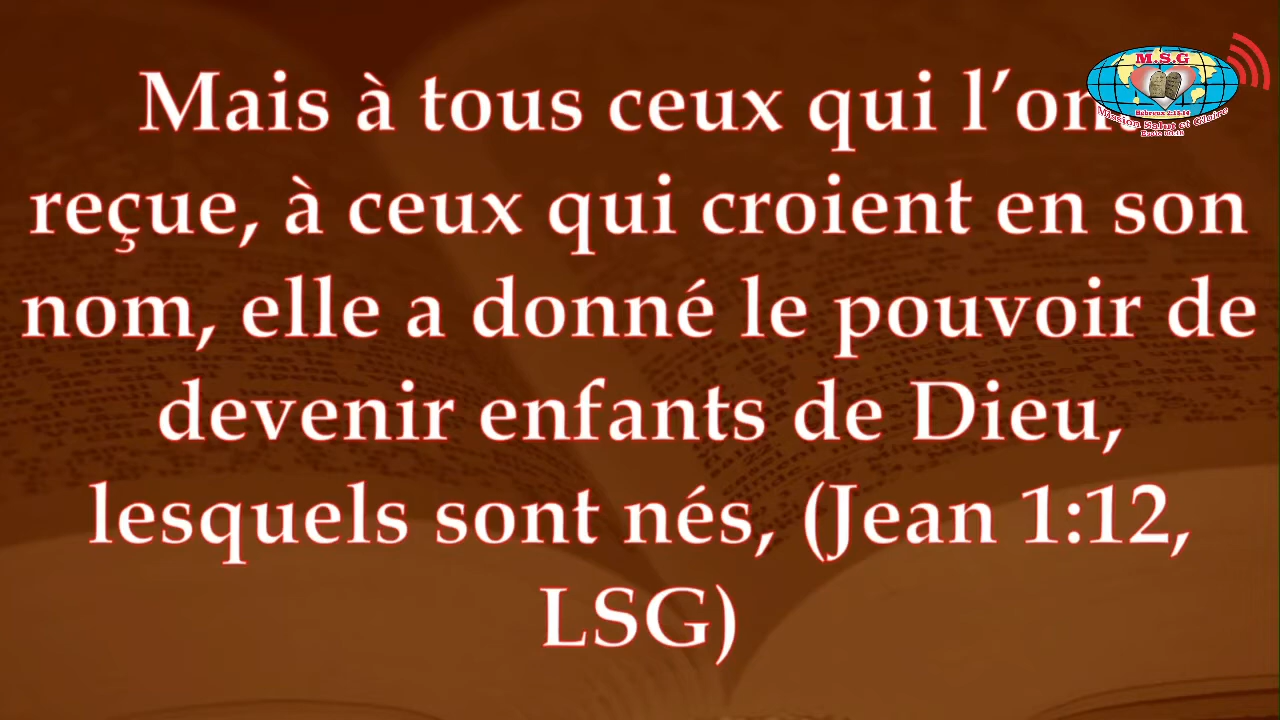 Mais à tous ceux qui l’ont
reçue, à ceux qui croient en son
nom, elle a donné le pouvoir de
devenir enfants de Dieu,
lesquels sont nés, (Jean 1:12,
LSG)
M.S.G
Mission Salut et Gloire